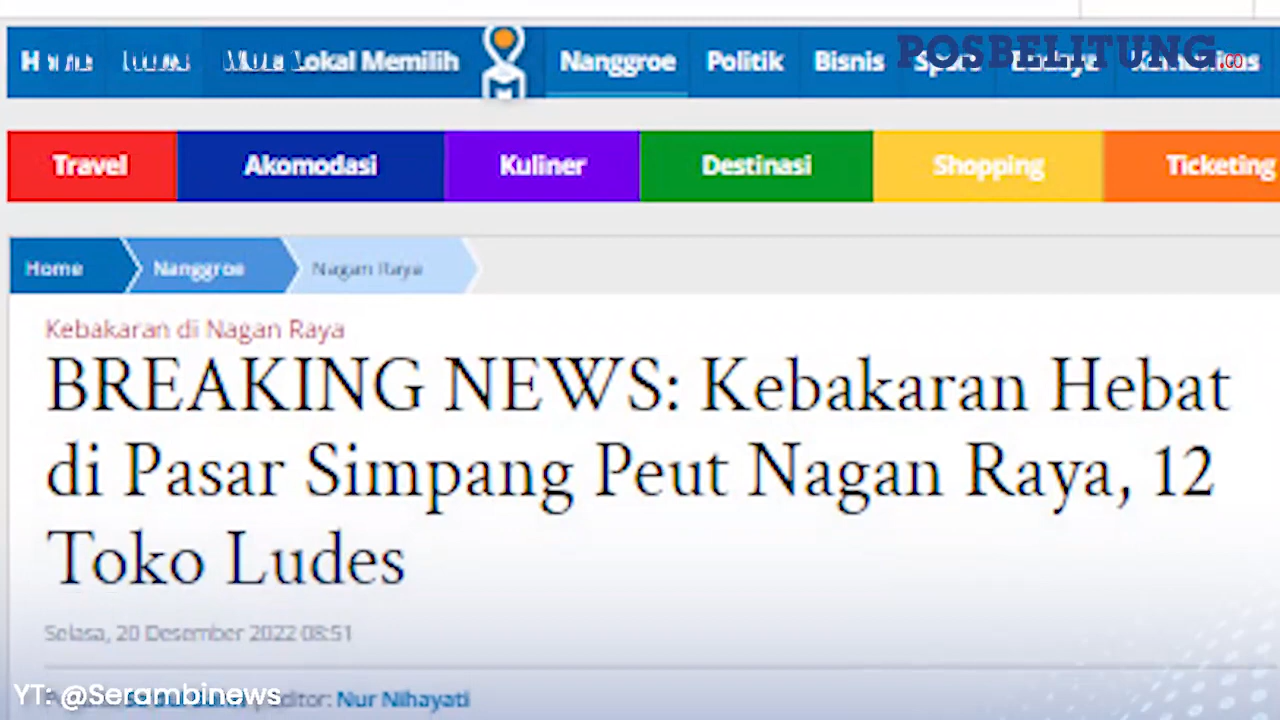 Lokal Memilih Nanggroe Politik Bisnis
POSBELITUNG.CO
Travel Akomodasi Kuliner Destinasi Shopping Ticketing
Home Nanggroe Nagan Raya
Kebakaran di Nagan Raya
BREAKING NEWS: Kebakaran Hebat
di Pasar Simpang Peut Nagan Raya, 12
Toko Ludes
Selasa, 20 Desember 2022 08:51
YT: @Serambinews
Nur Nihayati